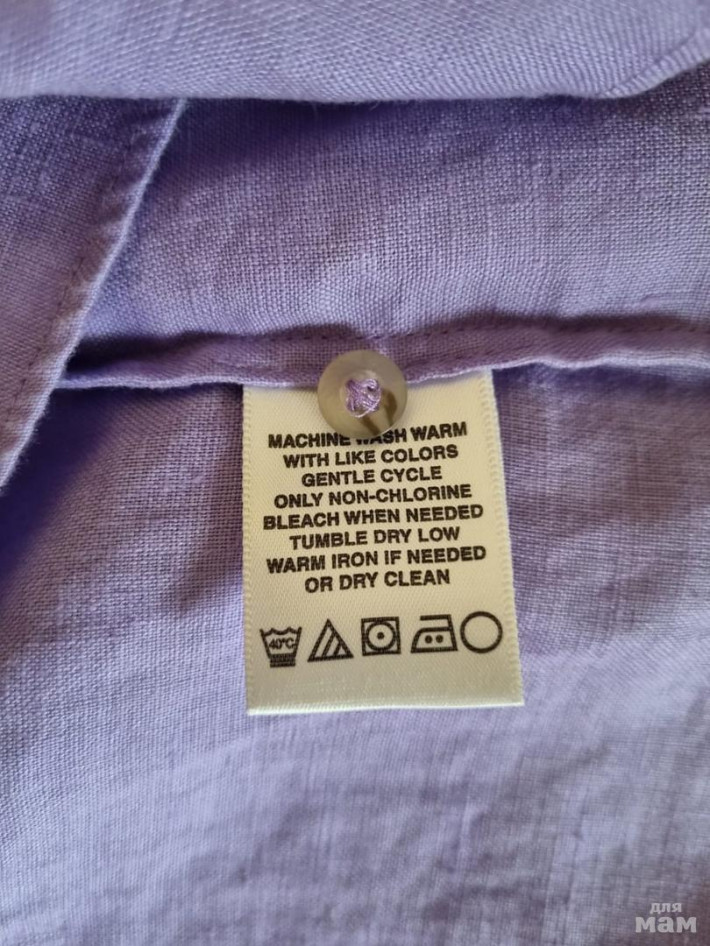 MACHINE WASH WARM
WITH LIKE COLORS
GENTLE CYCLE
ONLY NON-CHLORINE
BLEACH WHEN NEEDED
TUMBLE DRY LOW
WARM IRON IF NEEDED
OR DRY CLEAN
40°C
для
мам